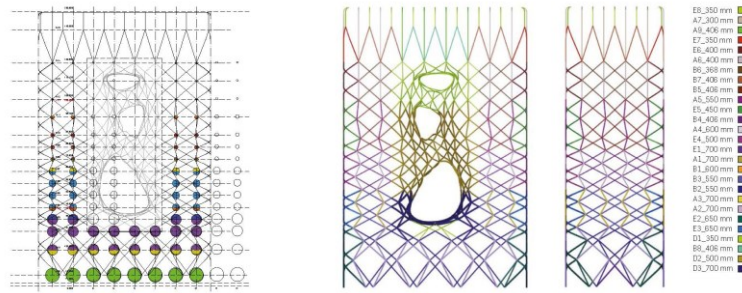 E8_350 mm
A7_300 mm
A9_406 mm
E7_350 mm
E6_400 mm
A6_400 mm
B6_368 mm
B7_406 mm
B5_406 mm
A5_550 mm
E5_450 mm
B4_406 mm
A4_600 mm
E4_500 mm
E1_700 mm
A1_700 mm
B1_600 mm
B3_550 mm
B2_550 mm
A3_700 mm
A2_700 mm
E2_650 mm
E3_650 mm
D1_350 mm
B8_406 mm
D2_500 mm
D3_700 mm